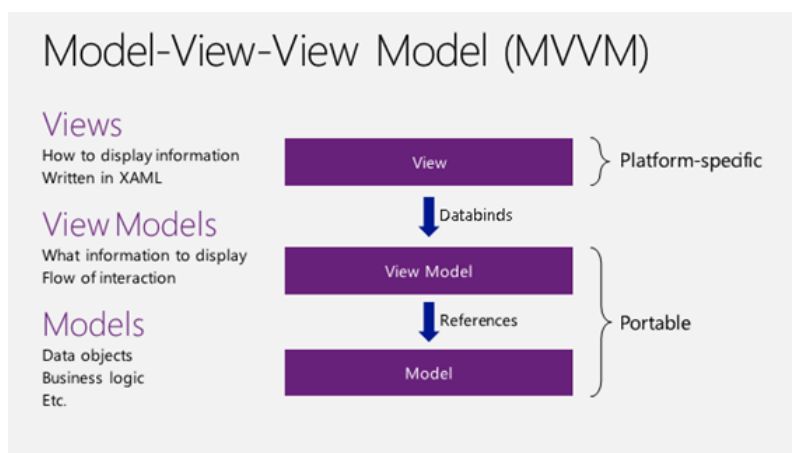 Model-View-View Model (MVVM)
Views
How to display information
Written in XAML
View Models
What information to display
Flow of interaction
Models
Data objects
Business logic
Etc.
View
Databinds
View Model
References
Model
Platform-specific
Portable